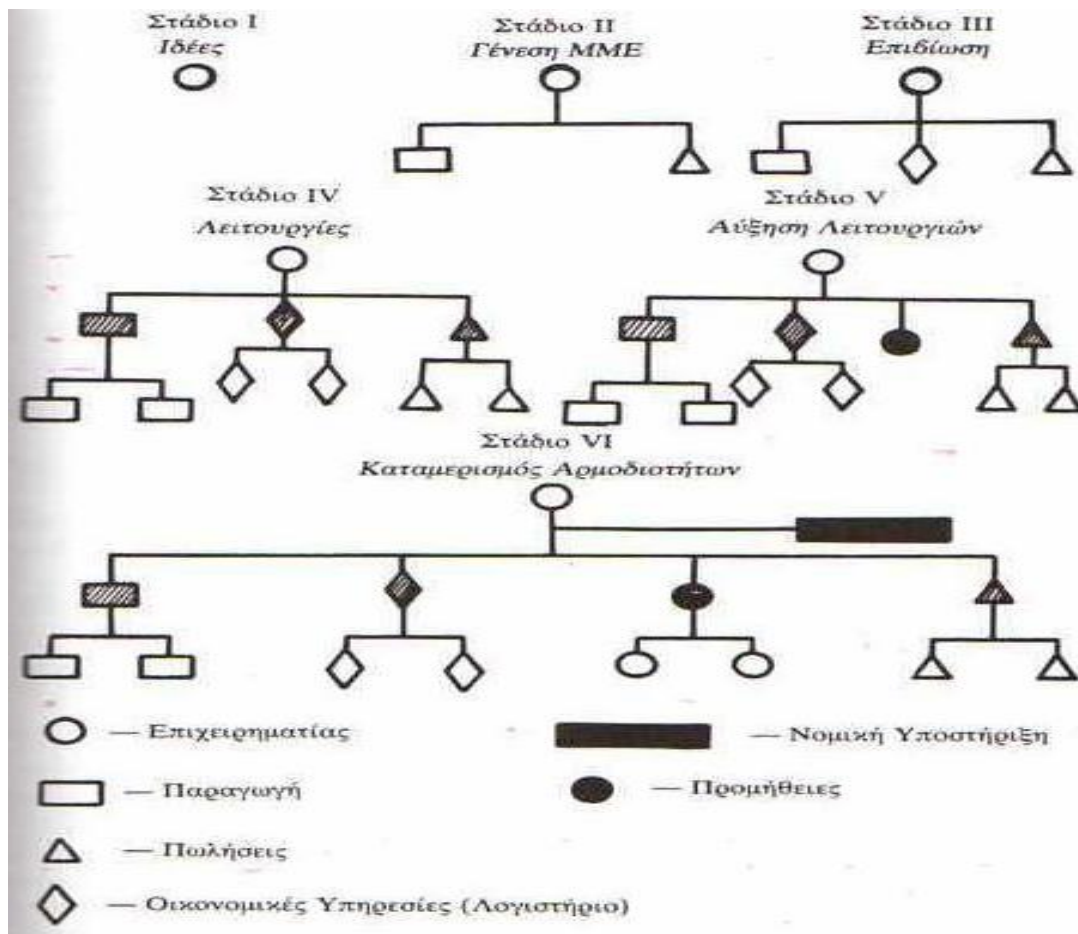 Στάδιο I
Ιδέες
Στάδιο II
Γένεση ΜΜΕ
Στάδιο III
Επιβίωση
Στάδιο IV
Λειτουργίες
Στάδιο V
Αύξηση Λειτουργιών
Στάδιο VI
Καταμερισμός Αρμοδιοτήτων
— Επιχειρηματίας
— Νομική Υποστήριξη
— Παραγωγή
— Προμήθειες
— Πωλήσεις
— Οικονομικές Υπηρεσίες (Λογιστήριο)